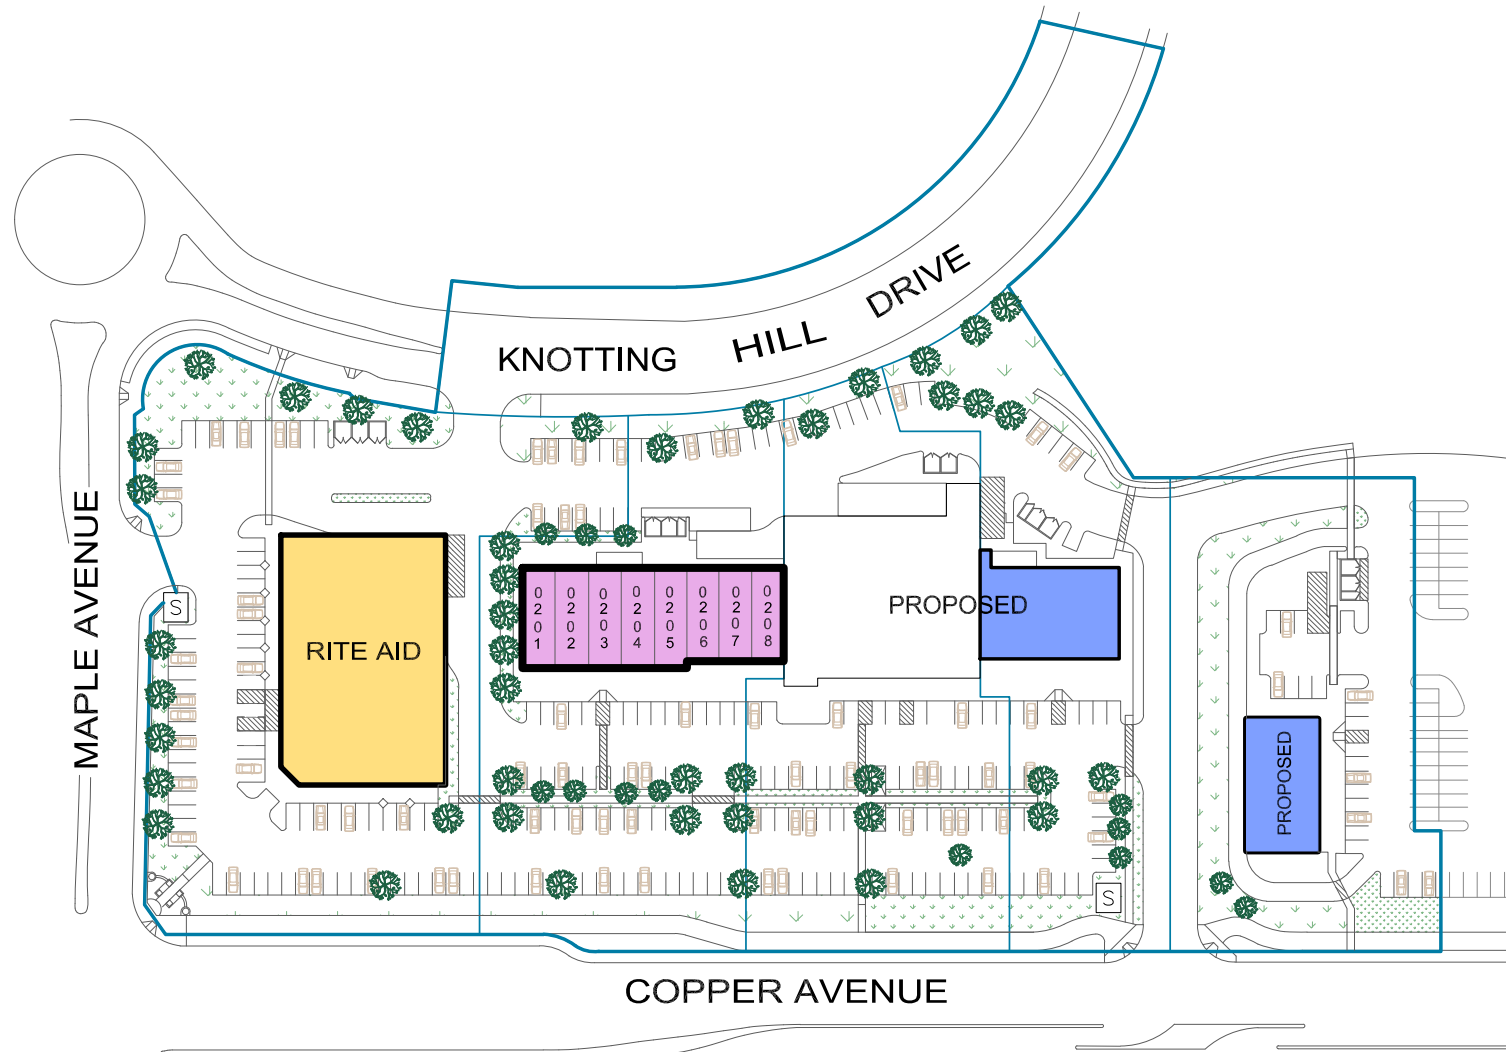 KNOTTING HILL DRIVE
MAPLE AVENUE
S
RITE AID
0201
0202
0203
0204
0205
0206
0207
0208
PROPOSED
PROPOSED
S
COPPER AVENUE